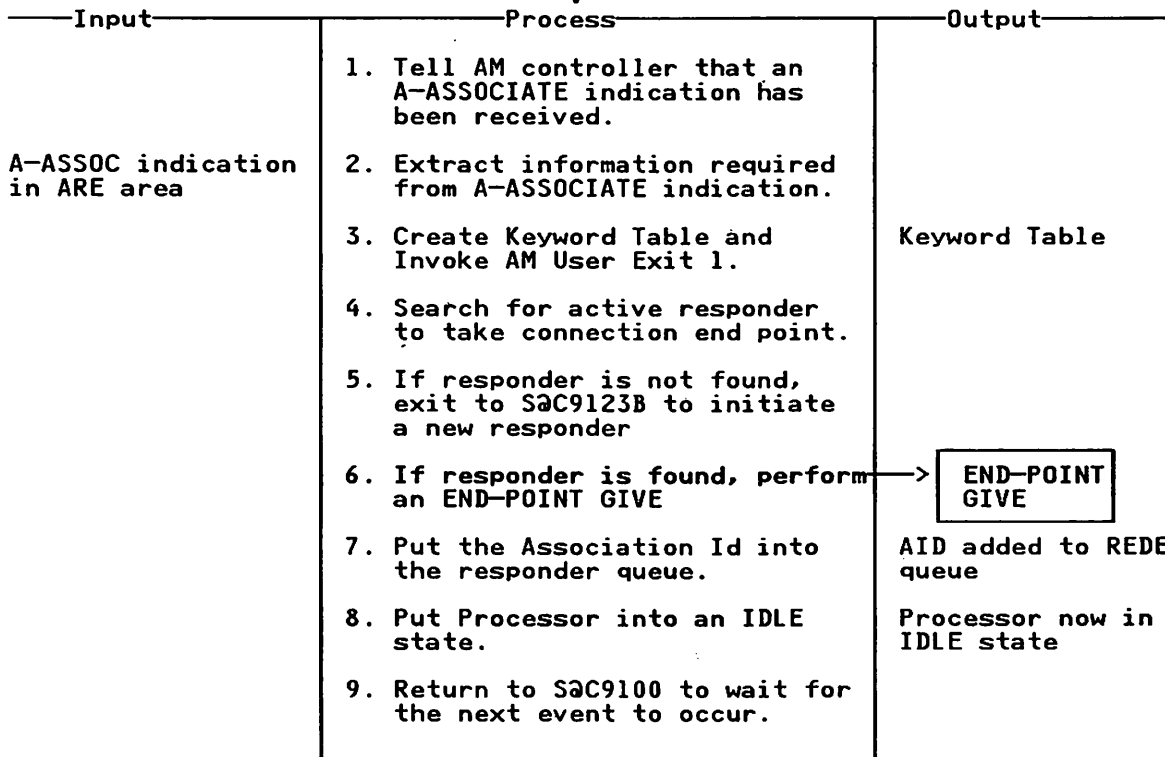 Input Process Output
1. Tell AM controller that an
A—ASSOCIATE indication has
been received.
A—ASSOC indication 2. Extract information required
in ARE area from A—ASSOCIATE indication.
3. Create Keyword Table and Keyword Table
Invoke AM User Exit 1.
4. Search for active responder
to take connection end point.
5. If responder is not found,
exit to S∂C9123B to initiate
a new responder
6. If responder is found, perform —> END—POINT
an END—POINT GIVE GIVE
7. Put the Association Id into AID added to REDE
the responder queue. queue
8. Put Processor into an IDLE Processor now in
state. IDLE state
9. Return to S∂C9100 to wait for
the next event to occur.